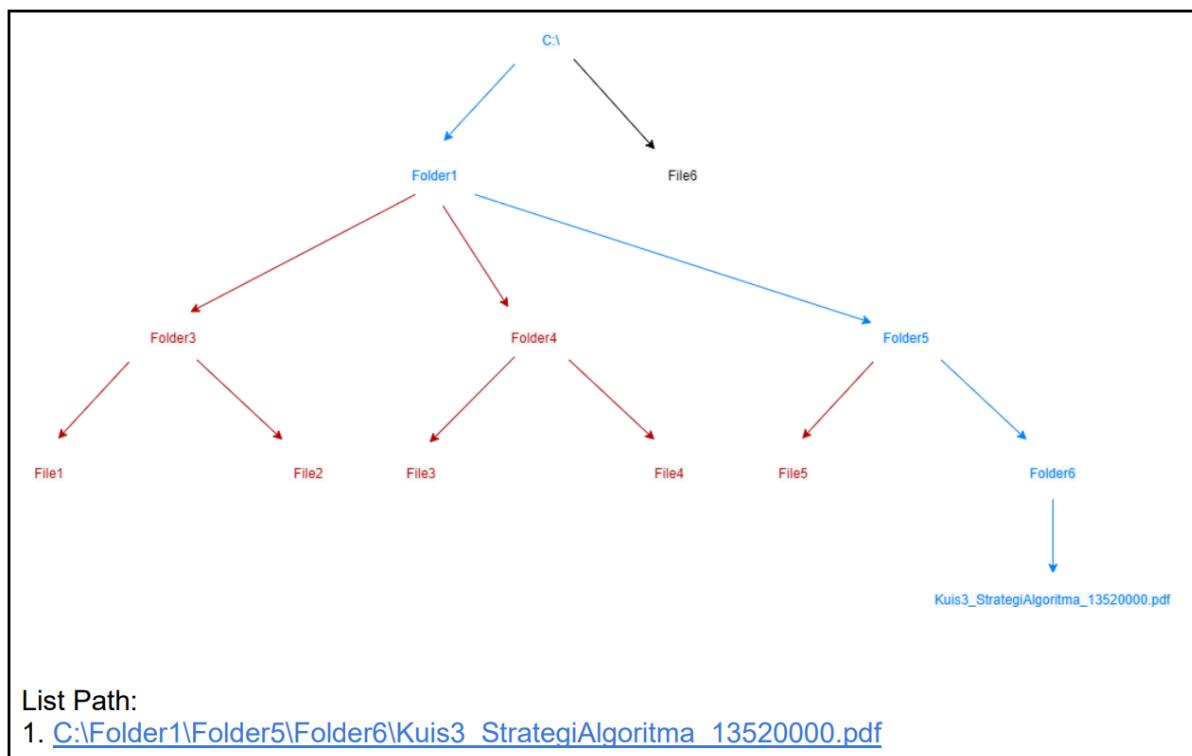 C:\
Folder1
File6
Folder3
Folder4
Folder5
File1
File2
File3
File4
File5
Folder6
Kuis3_StrategiAlgoritma_13520000.pdf
List Path:
1. C:\Folder1\Folder5\Folder6\Kuis3_StrategiAlgoritma_13520000.pdf